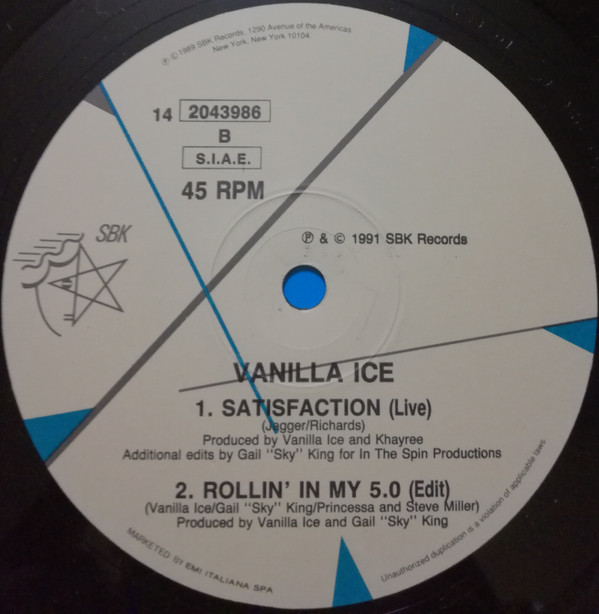 ℗ © 1989 SBK Records, 1290 Avenue of the Americas
New York, New York 10104.
14 2043986
B
S.I.A.E.
45 RPM
SBK
℗ & © 1991 SBK Records
VANILLA ICE
1. SATISFACTION (Live)
(Jagger/Richards)
Produced by Vanilla Ice and Khayree
Additional edits by Gail "Sky" King for In The Spin Productions
2. ROLLIN' IN MY 5.0 (Edit)
(Vanilla Ice/Gail "Sky" King/Princessa and Steve Miller)
Produced by Vanilla Ice and Gail "Sky" King
MARKETED BY EMI ITALIANA SPA
Unauthorized duplication is a violation of applicable laws